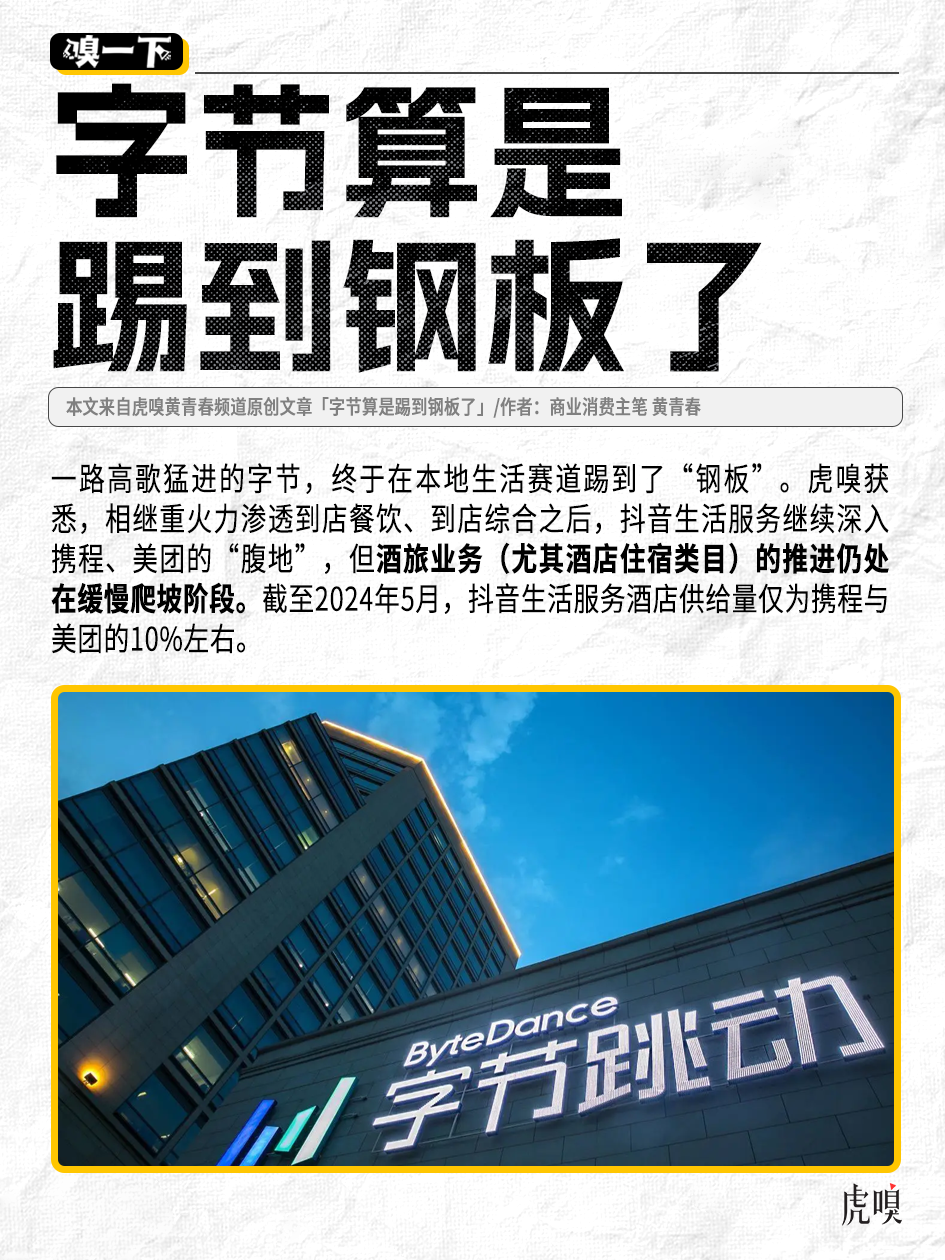 嗅一下
字节算是
踢到钢板了
本文来自虎嗅黄青春频道原创文章「字节算是踢到钢板了」/作者：商业消费主笔 黄青春
一路高歌猛进的字节，终于在本地生活赛道踢到了“钢板”。虎嗅获
悉，相继重火力渗透到店餐饮、到店综合之后，抖音生活服务继续深入
携程、美团的“腹地”，但酒旅业务（尤其酒店住宿类目）的推进仍处
在缓慢爬坡阶段。截至2024年5月，抖音生活服务酒店供给量仅为携程与
美团的10%左右。
ByteDance
字节跳动
虎嗅